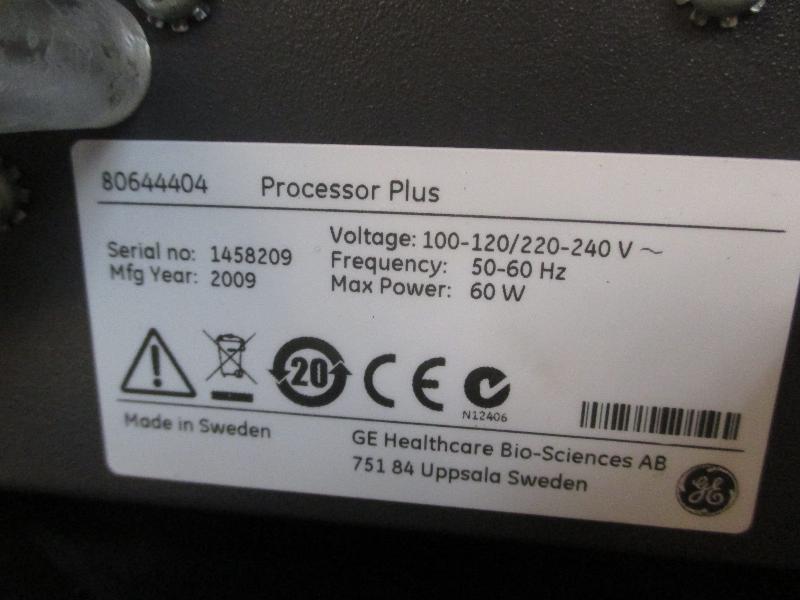 80644404 Processor Plus
Serial no: 1458209
Mfg Year: 2009
Voltage: 100-120/220-240 V ~
Frequency: 50-60 Hz
Max Power: 60 W
20
CE
N12406
Made in Sweden
GE Healthcare Bio-Sciences AB
751 84 Uppsala Sweden
GE